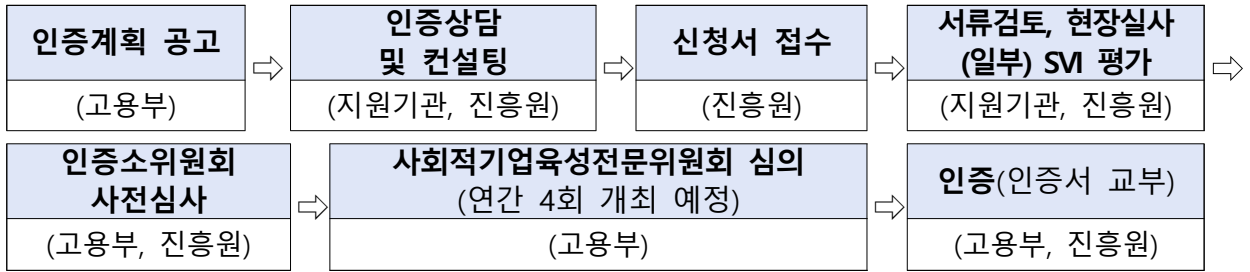 인증계획 공고
(고용부)
인증상담
및 컨설팅
(지원기관, 진흥원)
신청서 접수
(진흥원)
서류검토, 현장실사
(일부) SVI 평가
(지원기관, 진흥원)
인증소위원회
사전심사
(고용부, 진흥원)
사회적기업육성전문위원회 심의
(연간 4회 개최 예정)
(고용부)
인증(인증서 교부)
(고용부, 진흥원)